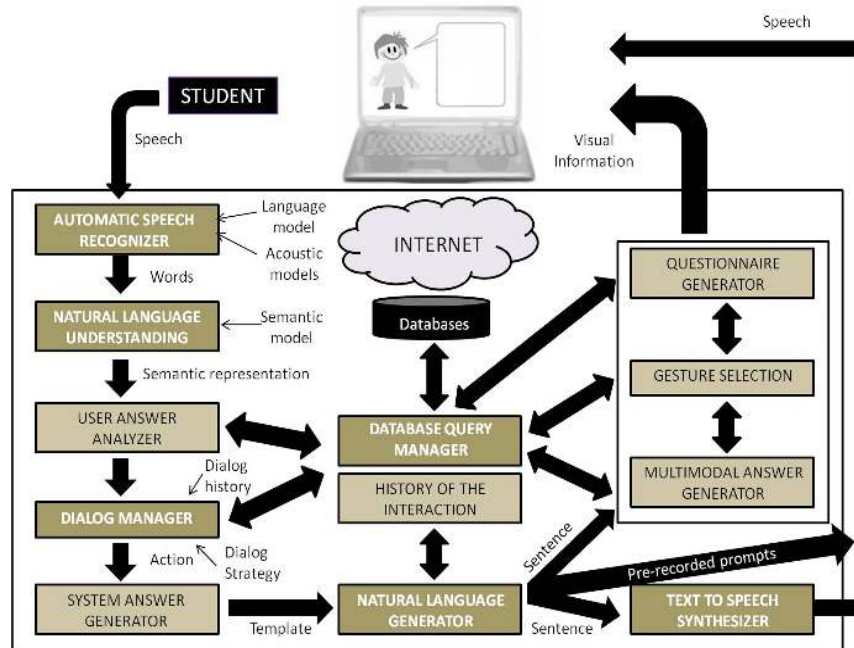 Speech
STUDENT
Speech
Visual
Information
AUTOMATIC SPEECH
RECOGNIZER
Language
model
Acoustic
models
INTERNET
QUESTIONNAIRE
GENERATOR
Words
NATURAL LANGUAGE
UNDERSTANDING
Semantic
model
Databases
Semantic representation
GESTURE SELECTION
USER ANSWER
ANALYZER
DATABASE QUERY
MANAGER
Dialog
history
HISTORY OF THE
INTERACTION
MULTIMODAL ANSWER
GENERATOR
DIALOG MANAGER
Action
Dialog
Strategy
Sentence
Pre-recorded prompts
SYSTEM ANSWER
GENERATOR
Template
NATURAL LANGUAGE
GENERATOR
Sentence
TEXT TO SPEECH
SYNTHESIZER